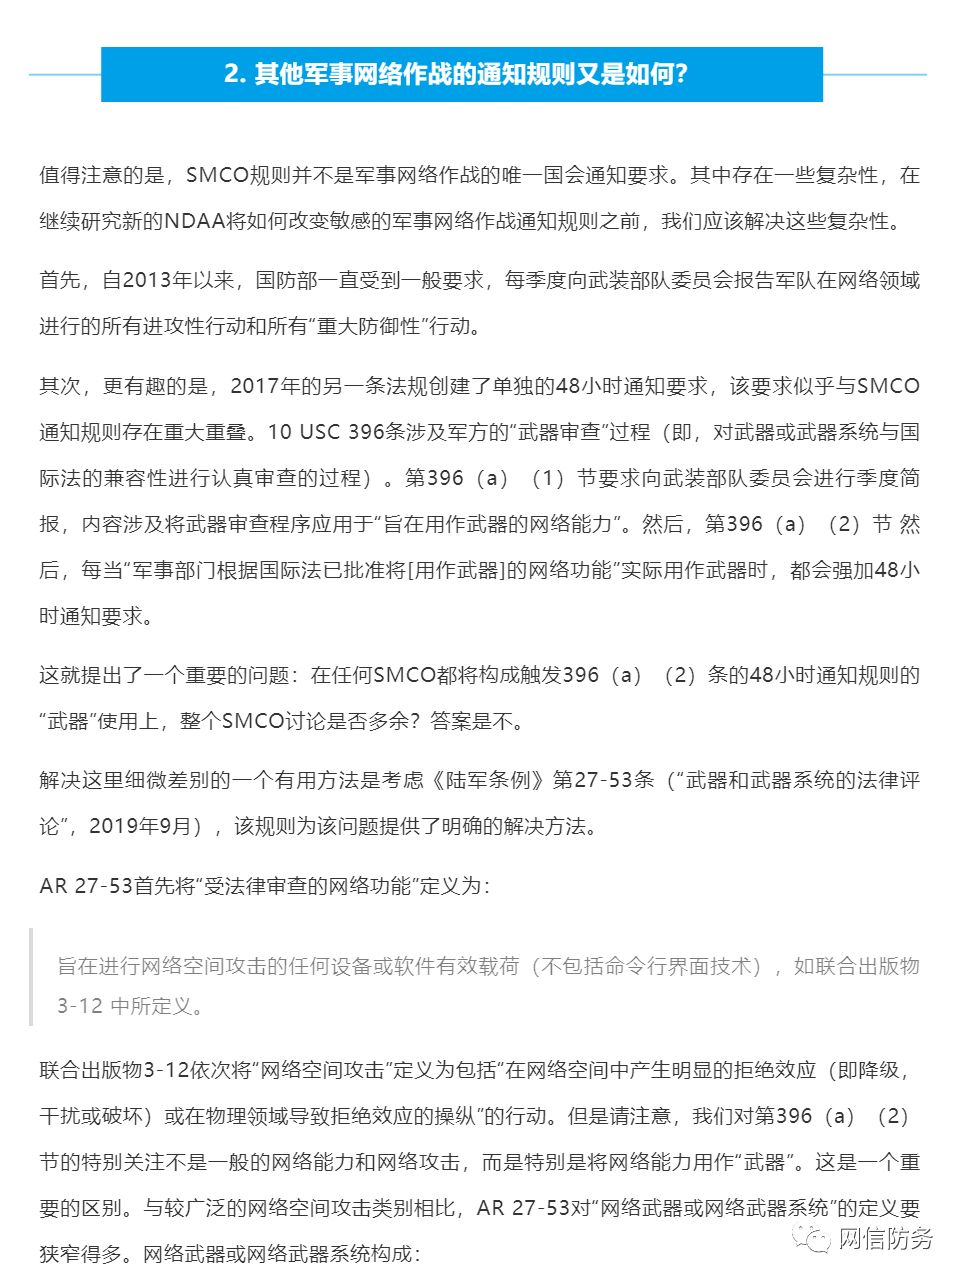 2. 其他军事网络作战的通知规则又是如何？
值得注意的是，SMCO规则并不是军事网络作战的唯一国会通知要求。其中存在一些复杂性，在
继续研究新的NDAA将如何改变敏感的军事网络作战通知规则之前，我们应该解决这些复杂性。
首先，自2013年以来，国防部一直受到一般要求，每季度向武装部队委员会报告军队在网络领域
进行的所有进攻性行动和所有“重大防御性”行动。
其次，更有趣的是，2017年的另一条法规创建了单独的48小时通知要求，该要求似乎与SMCO
通知规则存在重大重叠。10 USC 396条涉及军方的“武器审查”过程（即，对武器或武器系统与国
际法的兼容性进行认真审查的过程）。第396（a）（1）节要求向武装部队委员会进行季度简
报，内容涉及将武器审查程序应用于“旨在用作武器的网络能力”。然后，第396（a）（2）节 然
后，每当“军事部门根据国际法已批准将[用作武器]的网络功能”实际用作武器时，都会强加48小
时通知要求。
这就提出了一个重要的问题：在任何SMCO都将构成触发396（a）（2）条的48小时通知规则的
“武器”使用上，整个SMCO讨论是否多余？答案是不。
解决这里细微差别的一个有用方法是考虑《陆军条例》第27-53条（“武器和武器系统的法律评
论”，2019年9月），该规则为该问题提供了明确的解决方法。
AR 27-53首先将“受法律审查的网络功能”定义为：
旨在进行网络空间攻击的任何设备或软件有效载荷（不包括命令行界面技术），如联合出版物
3-12 中所定义。
联合出版物3-12依次将“网络空间攻击”定义为包括“在网络空间中产生明显的拒绝效应（即降级，
干扰或破坏）或在物理领域导致拒绝效应的操纵”的行动。但是请注意，我们对第396（a）（2）
节的特别关注不是一般的网络能力和网络攻击，而是特别是将网络能力用作“武器”。这是一个重
要的区别。与较广泛的网络空间攻击类别相比，AR 27-53对“网络武器或网络武器系统”的定义要
狭窄得多。网络武器或网络武器系统构成：
网信防务